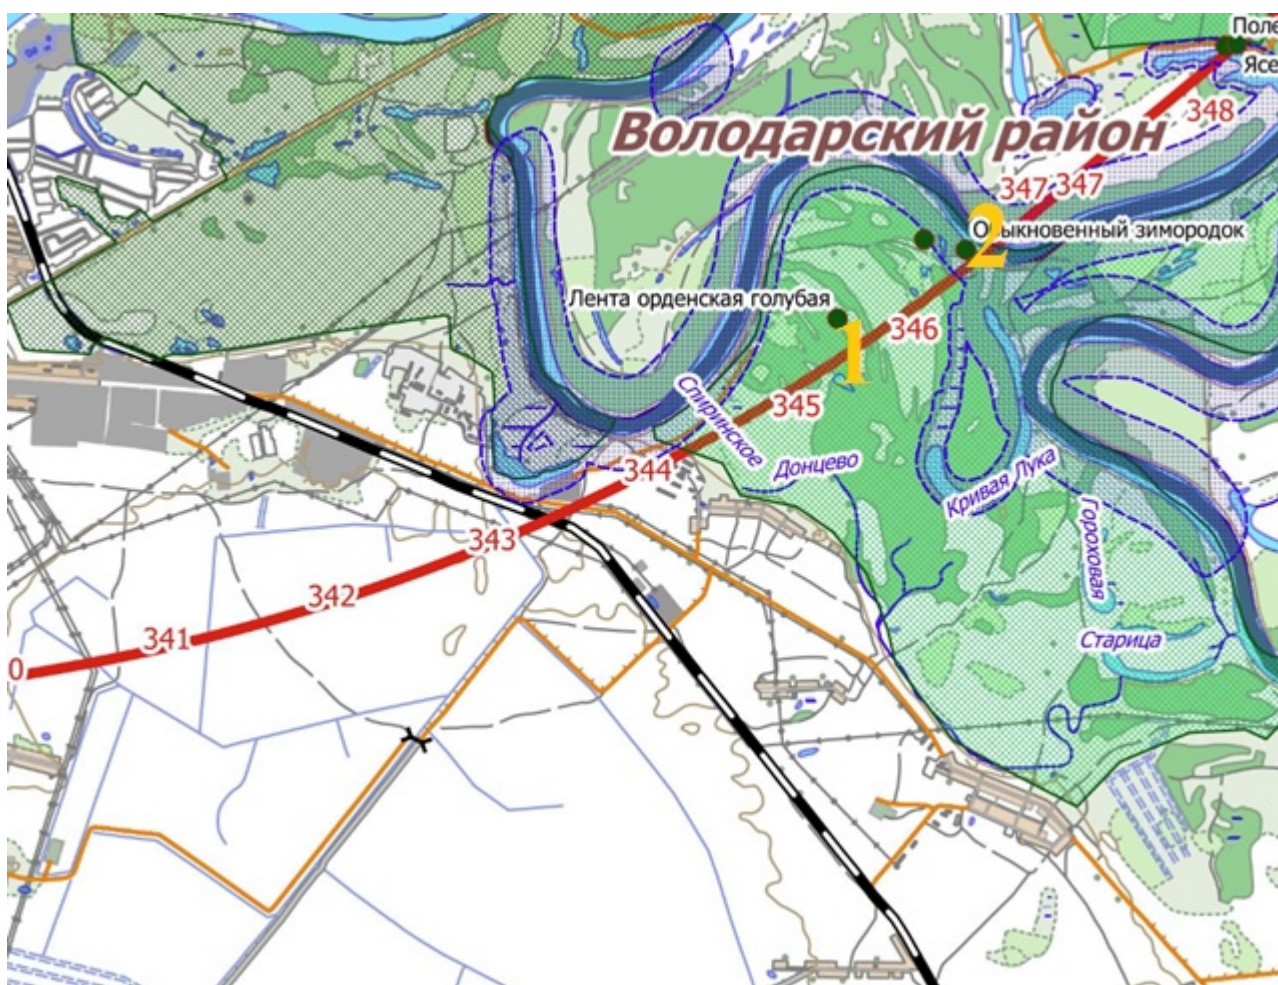 Поле
Ясе
348
Володарский район
347
347
2
Обыкновенный зимородок
Лента орденская голубая
1
346
345
Спиринское
344
Донцево
Кривая Лука
Гороховая
343
342
341
Старица
0